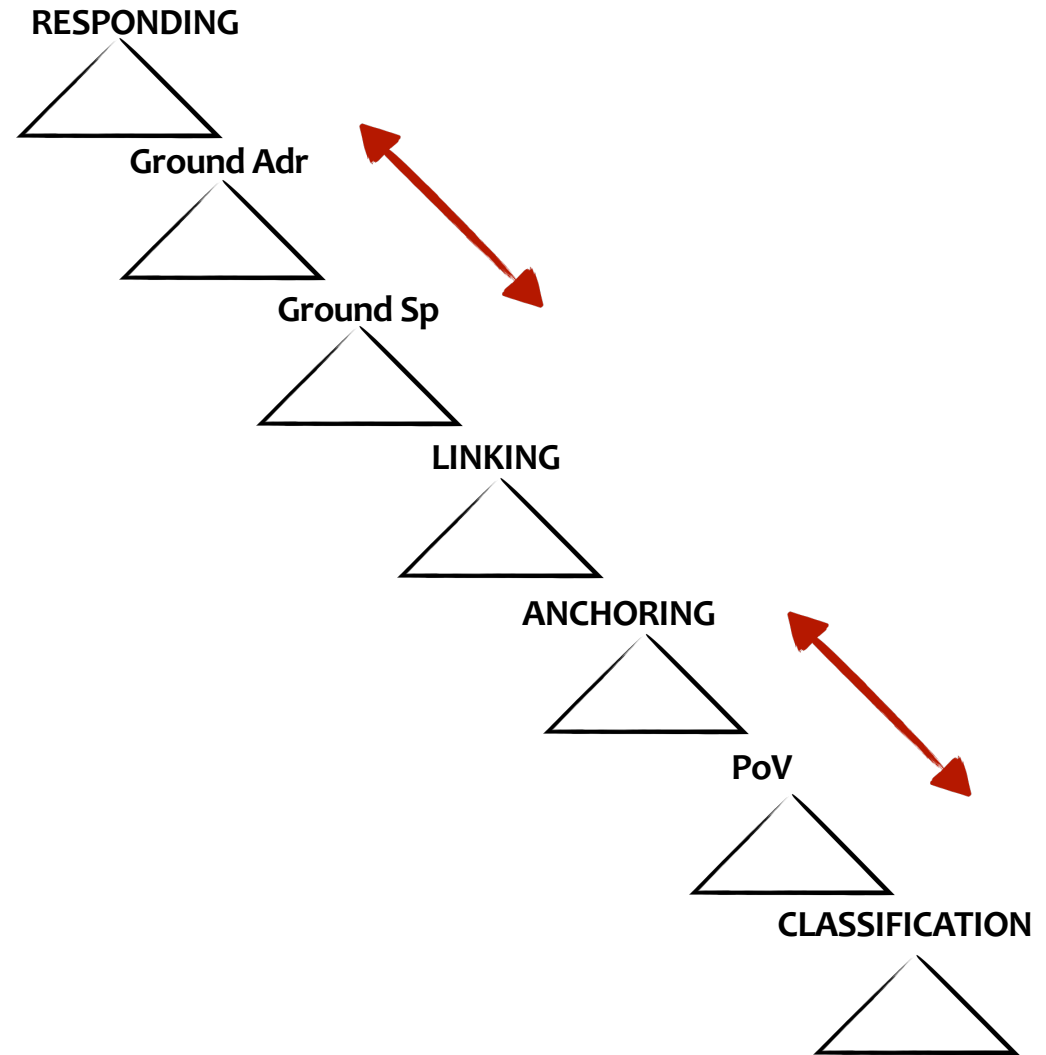 RESPONDING
Ground Adr
Ground Sp
LINKING
ANCHORING
PoV
CLASSIFICATION